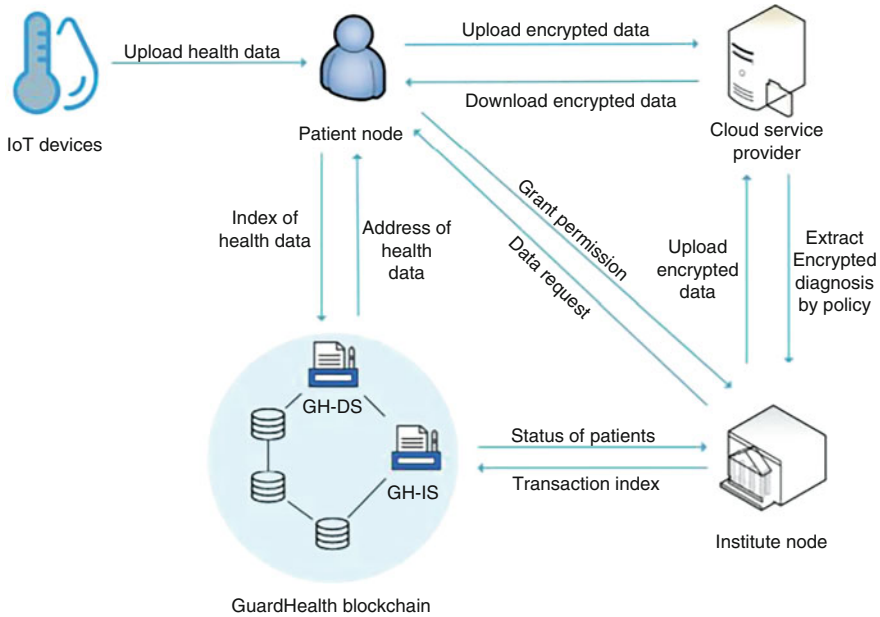 Upload health data
Upload encrypted data
Download encrypted data
IoT devices
Patient node
Cloud service
provider
Index of
health data
Address of
health
data
Grant permission
Data request
Upload
encrypted
data
Extract
Encrypted
diagnosis
by policy
GH-DS
GH-IS
Status of patients
Transaction index
Institute node
GuardHealth blockchain